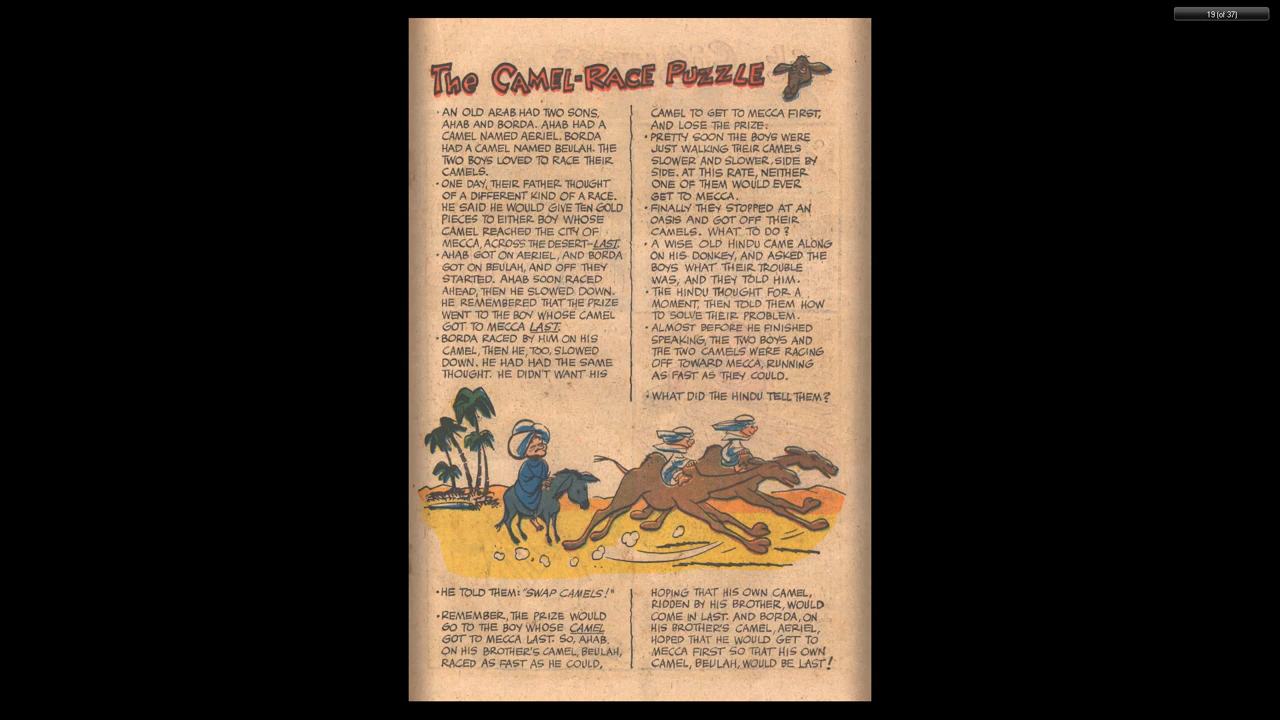 19 (of 37)
The CAMEL-RACE PUZZLE
• AN OLD ARAB HAD TWO SONS,
AHAB AND BORDA. AHAB HAD A
CAMEL NAMED AERIEL. BORDA
HAD A CAMEL NAMED BEULAH. THE
TWO BOYS LOVED TO RACE THEIR
CAMELS.
• ONE DAY, THEIR FATHER THOUGHT
OF A DIFFERENT KIND OF A RACE.
HE SAID HE WOULD GIVE TEN GOLD
PIECES TO EITHER BOY WHOSE
CAMEL REACHED THE CITY OF
MECCA, ACROSS THE DESERT—LAST.
• AHAB GOT ON AERIEL, AND BORDA
GOT ON BEULAH, AND OFF THEY
STARTED. AHAB SOON RACED
AHEAD, THEN HE SLOWED DOWN.
HE REMEMBERED THAT THE PRIZE
WENT TO THE BOY WHOSE CAMEL
GOT TO MECCA LAST.
• BORDA RACED BY HIM ON HIS
CAMEL, THEN HE, TOO, SLOWED
DOWN. HE HAD HAD THE SAME
THOUGHT. HE DIDN'T WANT HIS
CAMEL TO GET TO MECCA FIRST,
AND LOSE THE PRIZE.
• PRETTY SOON THE BOYS WERE
JUST WALKING THEIR CAMELS
SLOWER AND SLOWER, SIDE BY
SIDE. AT THIS RATE, NEITHER
ONE OF THEM WOULD EVER
GET TO MECCA.
• FINALLY THEY STOPPED AT AN
OASIS AND GOT OFF THEIR
CAMELS. WHAT TO DO?
• A WISE OLD HINDU CAME ALONG
ON HIS DONKEY, AND ASKED THE
BOYS WHAT THEIR TROUBLE
WAS, AND THEY TOLD HIM.
• THE HINDU THOUGHT FOR A
MOMENT, THEN TOLD THEM HOW
TO SOLVE THEIR PROBLEM.
• ALMOST BEFORE HE FINISHED
SPEAKING, THE TWO BOYS AND
THE TWO CAMELS WERE RACING
OFF TOWARD MECCA, RUNNING
AS FAST AS THEY COULD.
• WHAT DID THE HINDU TELL THEM?
• HE TOLD THEM: "SWAP CAMELS!"
• REMEMBER, THE PRIZE WOULD
GO TO THE BOY WHOSE CAMEL
GOT TO MECCA LAST. SO, AHAB,
ON HIS BROTHER'S CAMEL, BEULAH,
RACED AS FAST AS HE COULD,
HOPING THAT HIS OWN CAMEL,
RIDDEN BY HIS BROTHER, WOULD
COME IN LAST. AND BORDA, ON
HIS BROTHER'S CAMEL, AERIEL,
HOPED THAT HE WOULD GET TO
MECCA FIRST SO THAT HIS OWN
CAMEL, BEULAH, WOULD BE LAST!